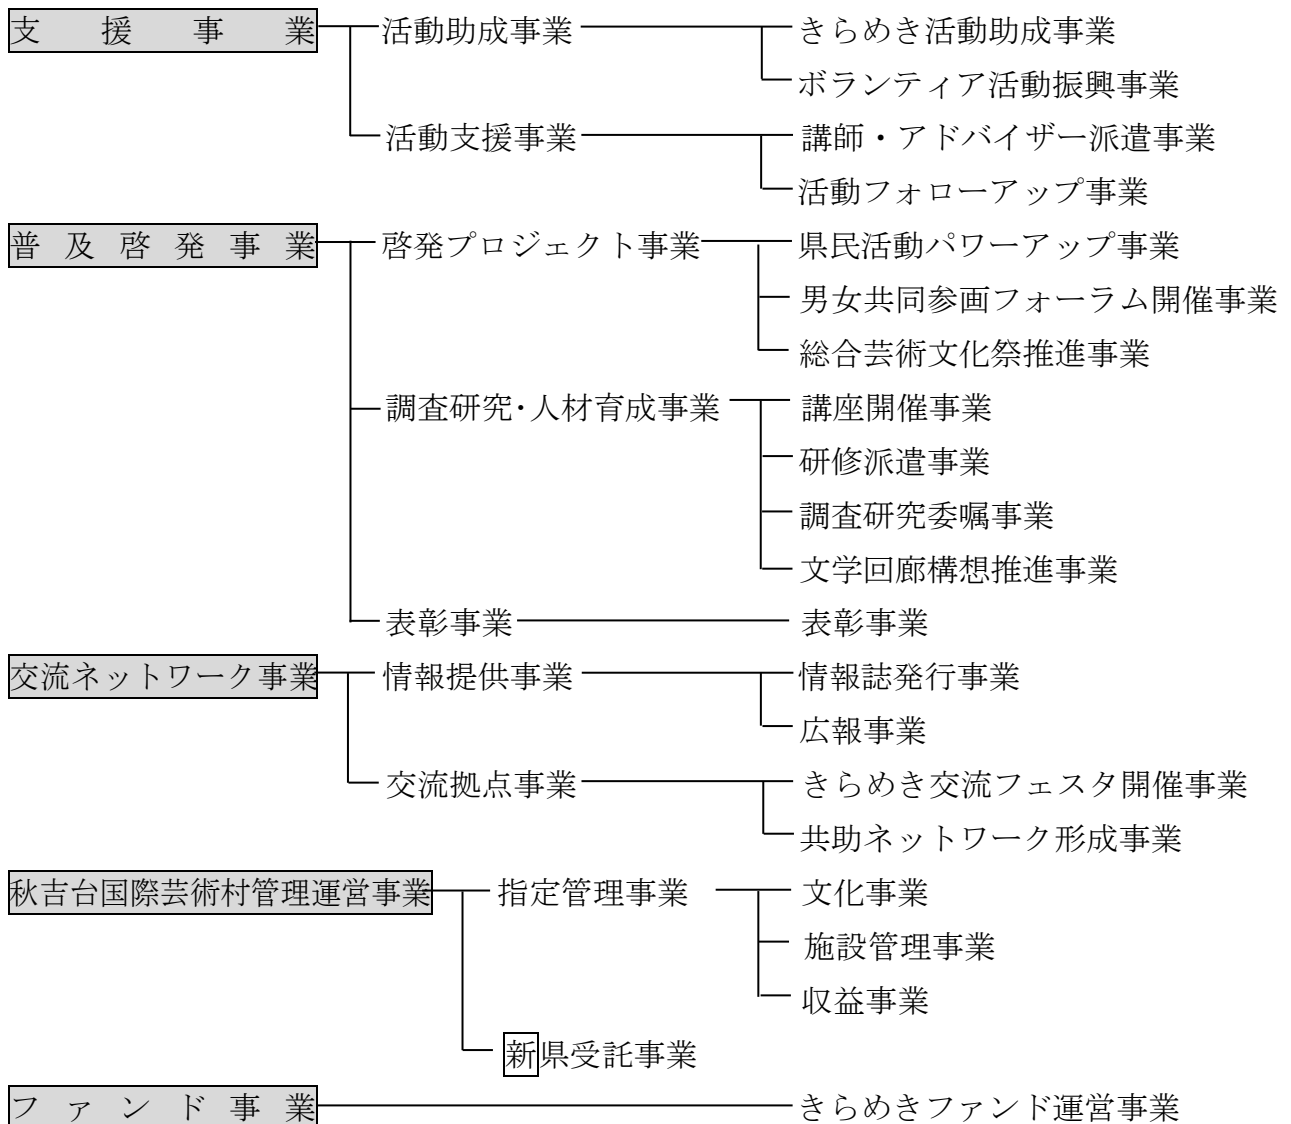 支援事業 活動助成事業 きらめき活動助成事業
ボランティア活動振興事業
活動支援事業 講師・アドバイザー派遣事業
活動フォローアップ事業
普及啓発事業 啓発プロジェクト事業 県民活動パワーアップ事業
男女共同参画フォーラム開催事業
総合芸術文化祭推進事業
調査研究・人材育成事業 講座開催事業
研修派遣事業
調査研究委嘱事業
文学回廊構想推進事業
表彰事業 表彰事業
交流ネットワーク事業 情報提供事業 情報誌発行事業
広報事業
交流拠点事業 きらめき交流フェスタ開催事業
共助ネットワーク形成事業
秋吉台国際芸術村管理運営事業 指定管理事業 文化事業
施設管理事業
収益事業
新県受託事業
ファンド事業 きらめきファンド運営事業